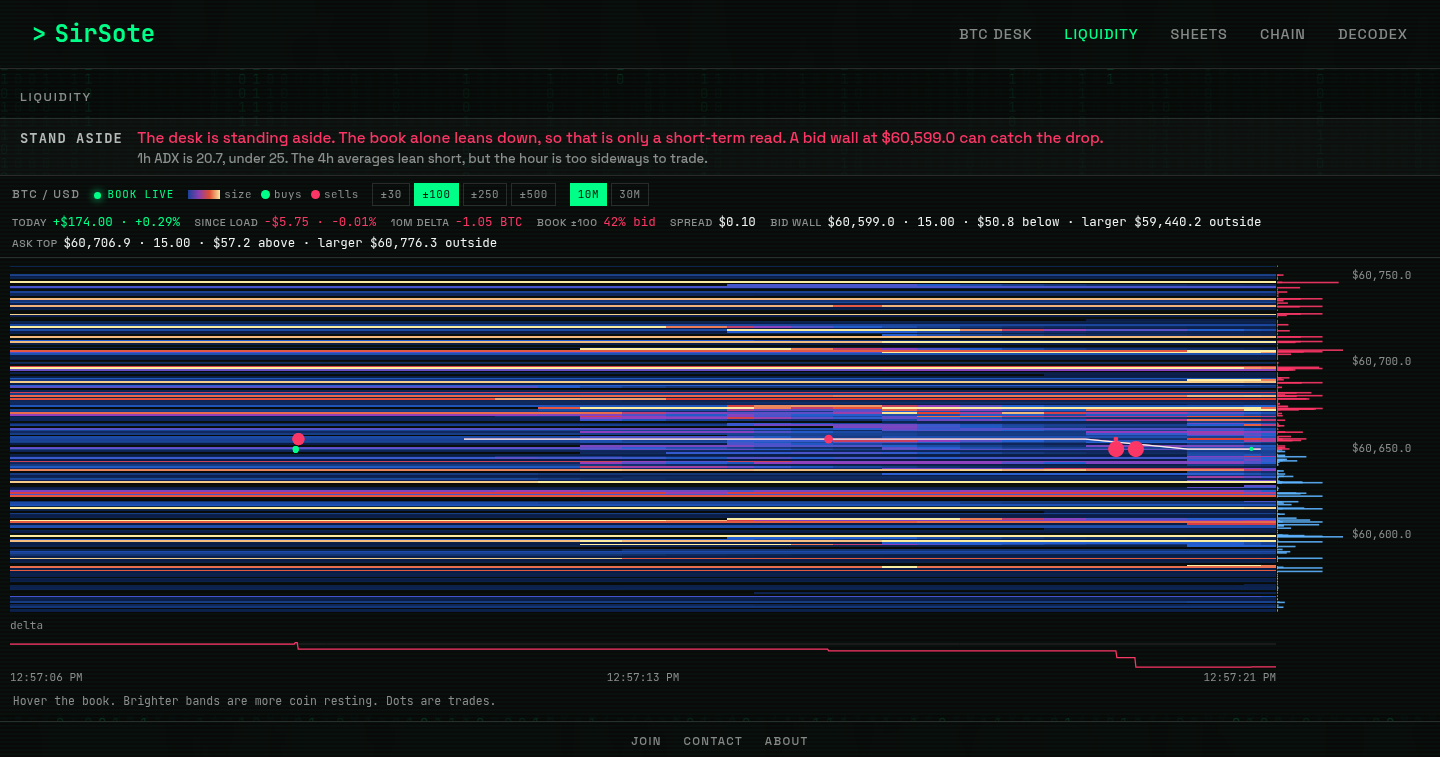 > SirSote
BTC DESK LIQUIDITY SHEETS CHAIN DECODEX
LIQUIDITY
STAND ASIDE The desk is standing aside. The book alone leans down, so that is only a short-term read. A bid wall at $60,599.0 can catch the drop.
1h ADX is 20.7, under 25. The 4h averages lean short, but the hour is too sideways to trade.
BTC / USD BOOK LIVE size buys sells ±30 ±100 ±250 ±500 10M 30M
TODAY +$174.00 · +0.29% SINCE LOAD -$5.75 · -0.01% 10M DELTA -1.05 BTC BOOK ±100 42% bid SPREAD $0.10 BID WALL $60,599.0 · 15.00 · $50.8 below · larger $59,440.2 outside
ASK TOP $60,706.9 · 15.00 · $57.2 above · larger $60,776.3 outside
$60,750.0
$60,700.0
$60,650.0
$60,600.0
delta
12:57:06 PM 12:57:13 PM 12:57:21 PM
Hover the book. Brighter bands are more coin resting. Dots are trades.
JOIN CONTACT ABOUT